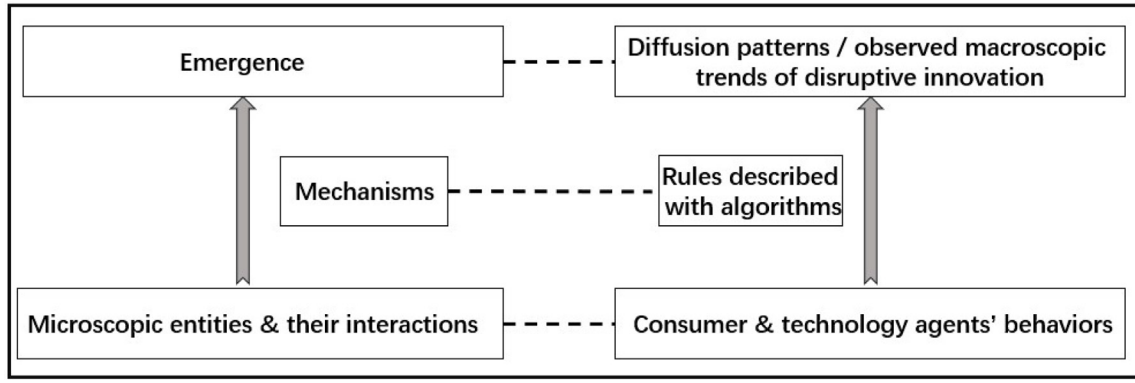 Emergence
Diffusion patterns / observed macroscopic
trends of disruptive innovation
Mechanisms
Rules described
with algorithms
Microscopic entities & their interactions
Consumer & technology agents’ behaviors